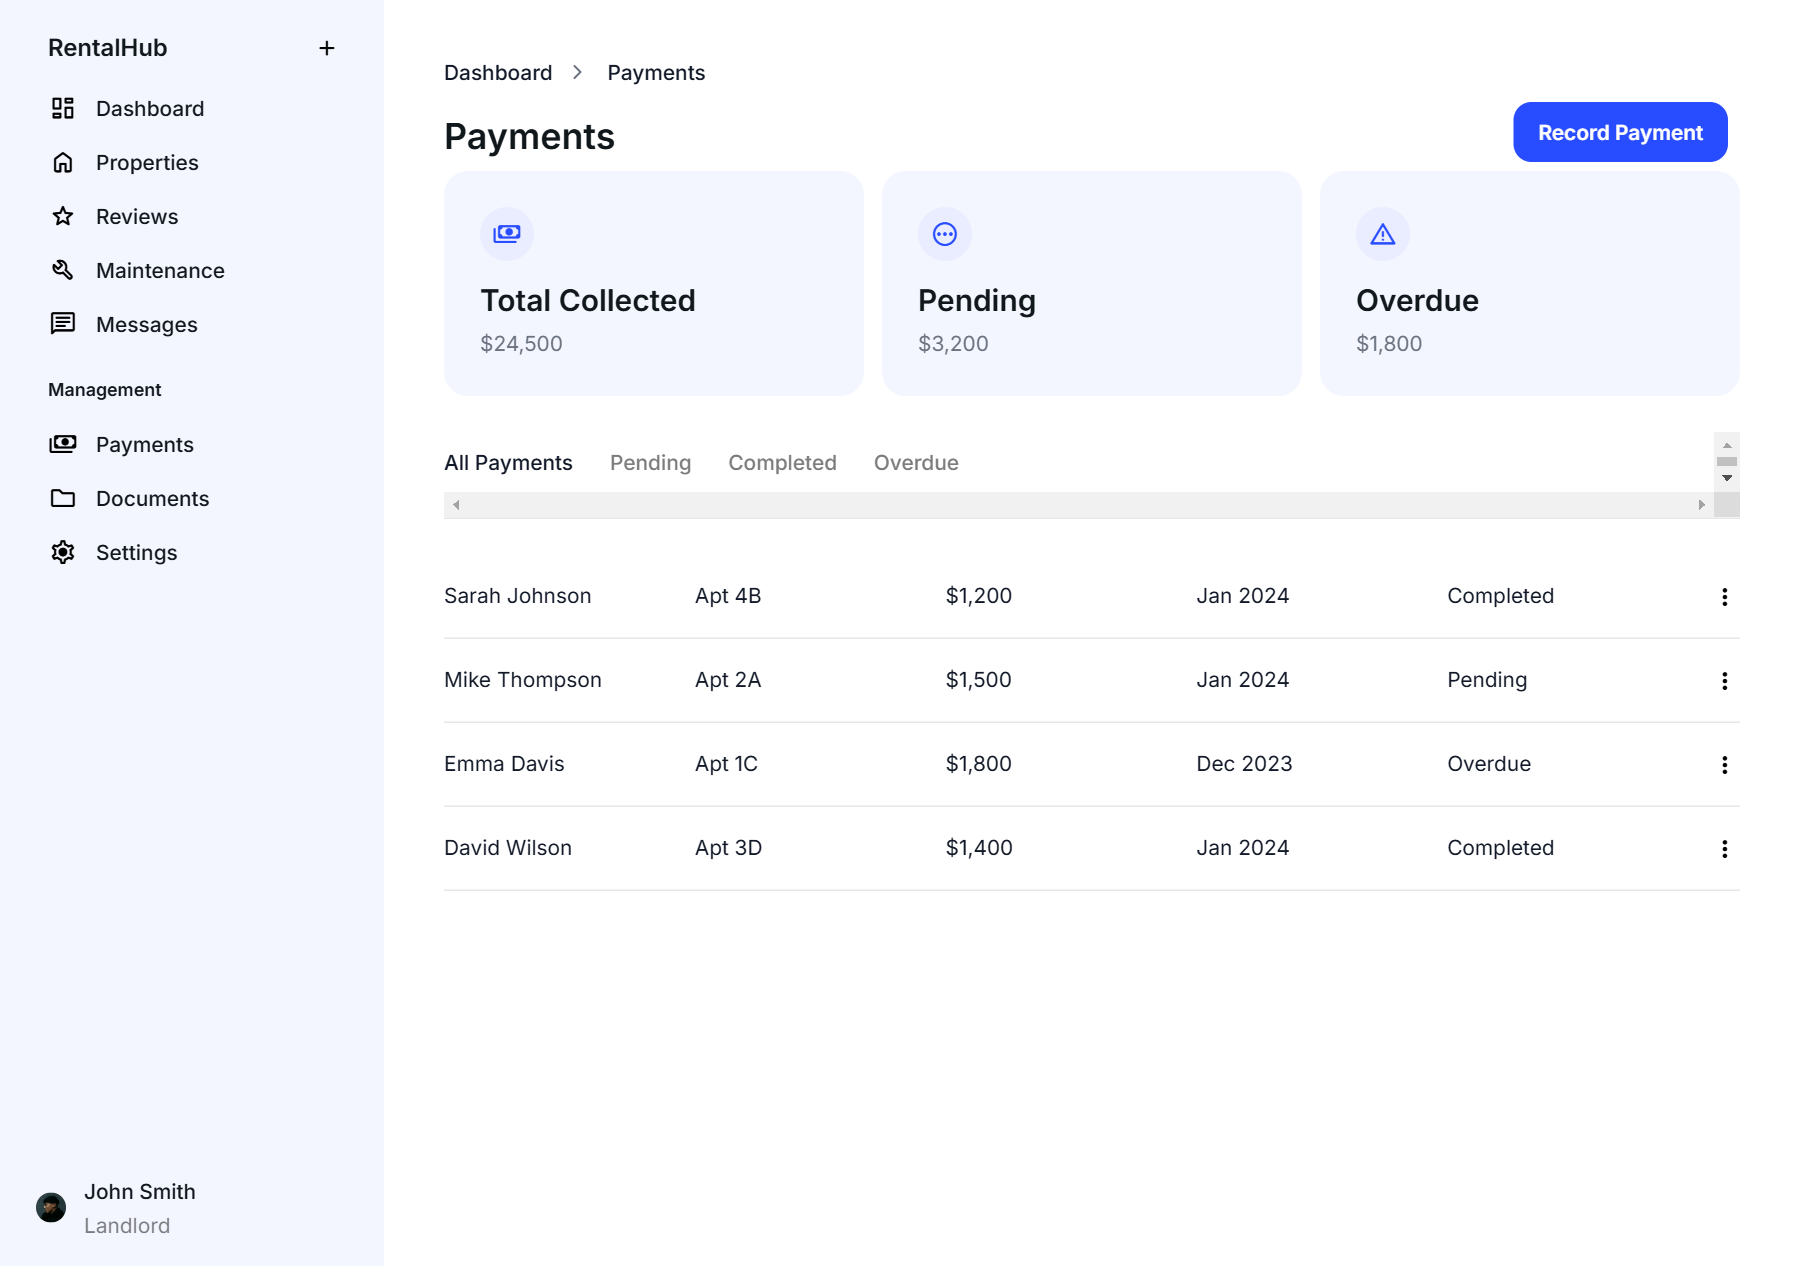 RentalHub
Dashboard
Properties
Reviews
Maintenance
Messages
Management
Payments
Documents
Settings
John Smith
Landlord
Dashboard Payments
Payments
Record Payment
Total Collected
$24,500
Pending
$3,200
Overdue
$1,800
All Payments Pending Completed Overdue
Sarah Johnson Apt 4B $1,200 Jan 2024 Completed
Mike Thompson Apt 2A $1,500 Jan 2024 Pending
Emma Davis Apt 1C $1,800 Dec 2023 Overdue
David Wilson Apt 3D $1,400 Jan 2024 Completed